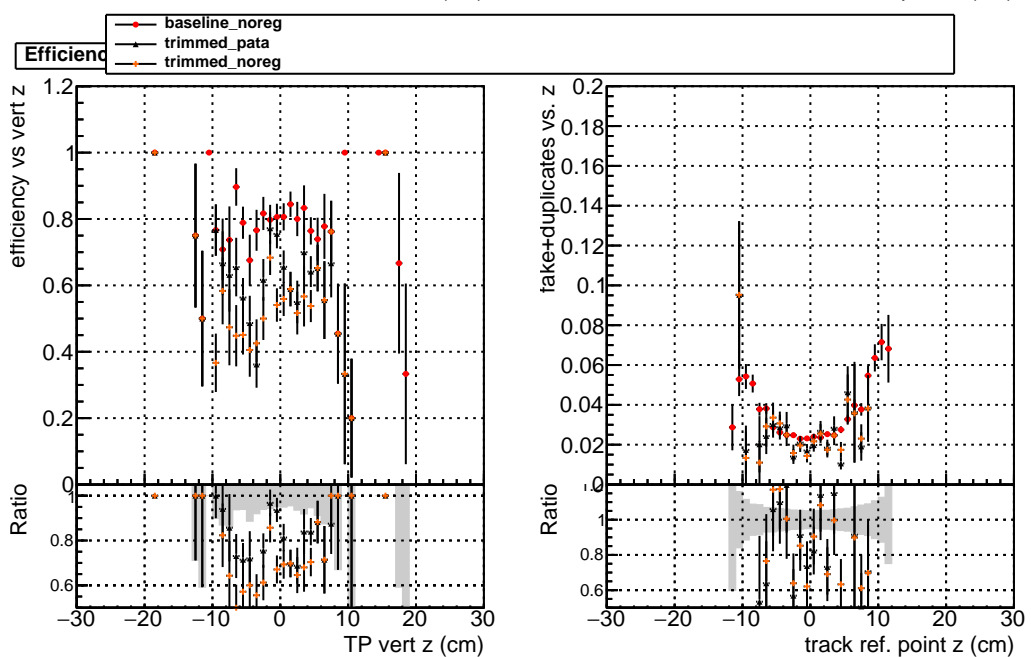 baseline_noreg
trimmed_pata
trimmed_noreg
Efficienc
efficiency vs vert z
1.2
1
0.8
0.6
0.4
0.2
0
Ratio
1
0.8
0.6
−30 −20 −10 0 10 20 30
TP vert z (cm)
fake+duplicates vs. z
0.2
0.18
0.16
0.14
0.12
0.1
0.08
0.06
0.04
0.02
0
Ratio
1
0.8
0.6
−30 −20 −10 0 10 20 30
track ref. point z (cm)